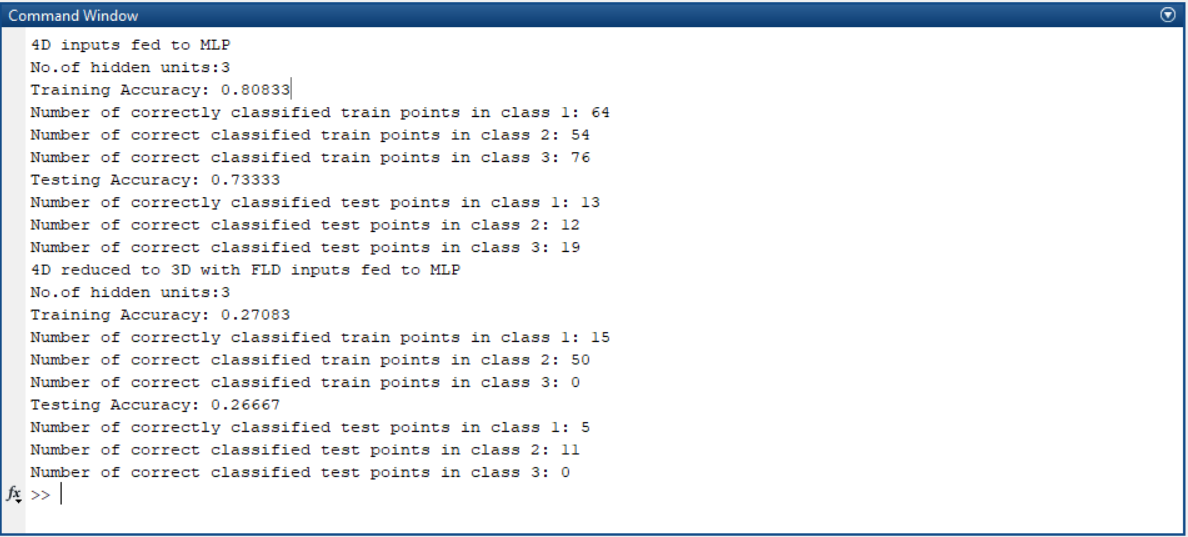 Command Window
4D inputs fed to MLP
No.of hidden units:3
Training Accuracy: 0.80833
Number of correctly classified train points in class 1: 64
Number of correct classified train points in class 2: 54
Number of correct classified train points in class 3: 76
Testing Accuracy: 0.73333
Number of correctly classified test points in class 1: 13
Number of correct classified test points in class 2: 12
Number of correct classified test points in class 3: 19
4D reduced to 3D with FLD inputs fed to MLP
No.of hidden units:3
Training Accuracy: 0.27083
Number of correctly classified train points in class 1: 15
Number of correct classified train points in class 2: 50
Number of correct classified train points in class 3: 0
Testing Accuracy: 0.26667
Number of correctly classified test points in class 1: 5
Number of correct classified test points in class 2: 11
Number of correct classified test points in class 3: 0
fx >>